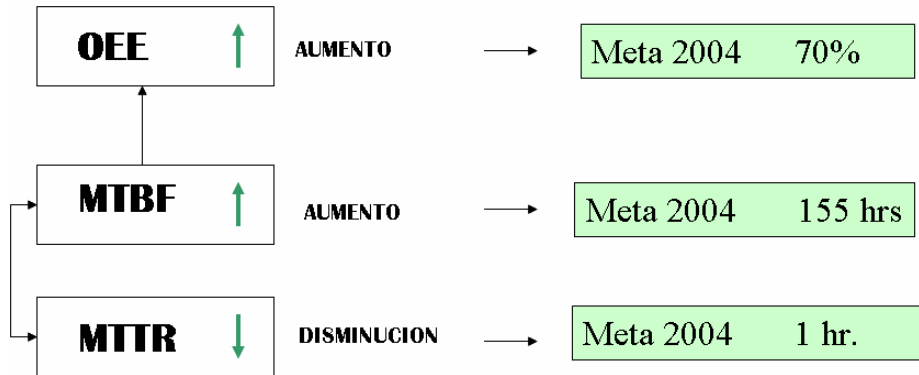 OEE AUMENTO Meta 2004 70%
MTBF AUMENTO Meta 2004 155 hrs
MTTR DISMINUCION Meta 2004 1 hr.